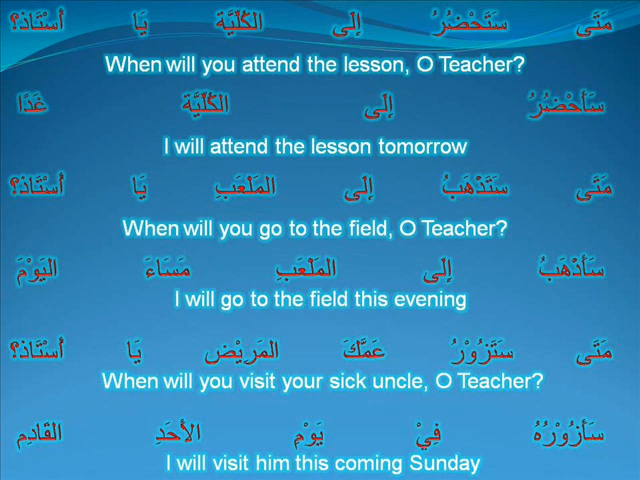 مَتَى سَتَحْضُرُ إِلَى الكُلِّيَّة يَا أُسْتَاذ؟
When will you attend the lesson, O Teacher?
سَأَحْضُرُ إِلَى الكُلِّيَّة غَدًا
I will attend the lesson tomorrow
مَتَى سَتَذْهَبُ إِلَى المَلْعَبِ يَا أُسْتَاذ؟
When will you go to the field, O Teacher?
سَأَذْهَبُ إِلَى المَلْعَبِ مَسَاءَ اليَوْمَ
I will go to the field this evening
مَتَى سَتَزُوْرُ عَمَّكَ المَرِيْض يَا أُسْتَاذ؟
When will you visit your sick uncle, O Teacher?
سَأَزُوْرُهُ فِيْ يَوْمِ الأَحَدِ القَادِم
I will visit him this coming Sunday